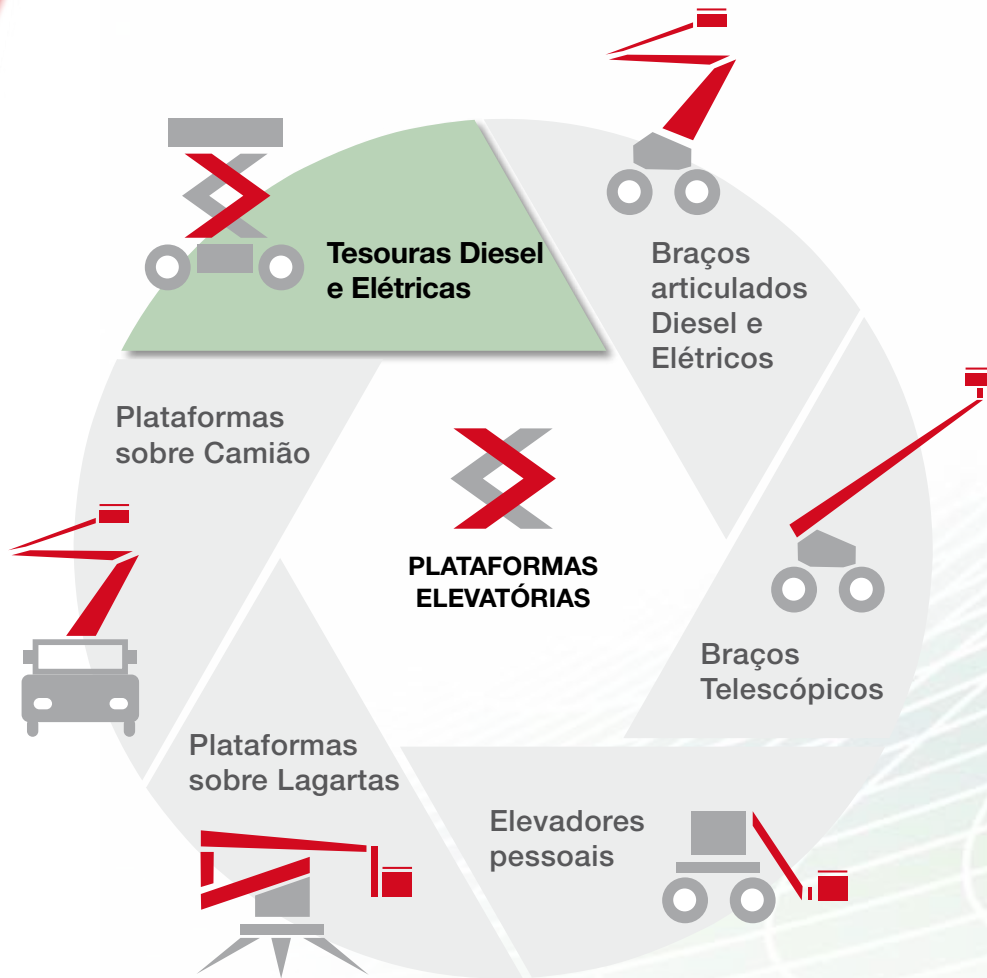 Tesouras Diesel
e Elétricas
Braços
articulados
Diesel e
Elétricos
Plataformas
sobre Camião
PLATAFORMAS
ELEVATÓRIAS
Braços
Telescópicos
Plataformas
sobre Lagartas
Elevadores
pessoais